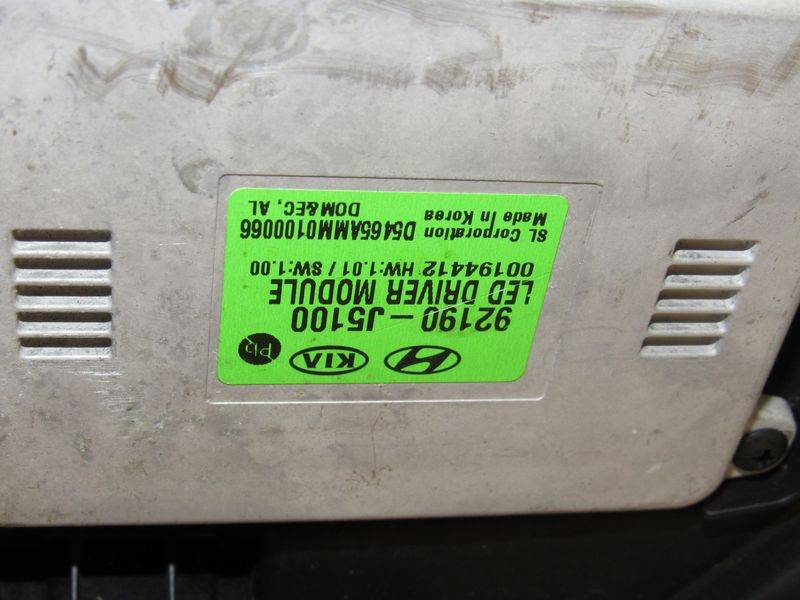 KIA Ph
92190 - J5100
LED DRIVER MODULE
00194412 HW:1.01 / SW:1.00
SL Corporation D5465AMM0100066
Made In Korea DOM&EC, AL